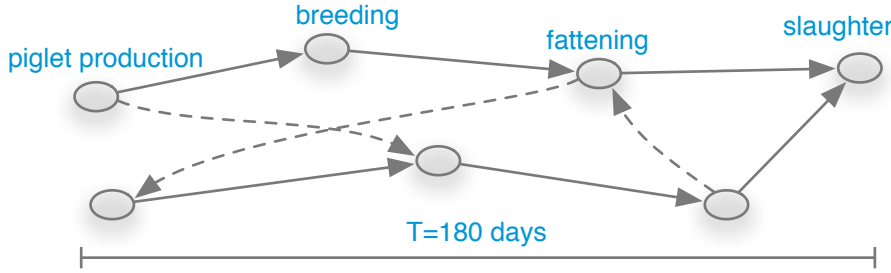 piglet production
breeding
fattening
slaughter
T=180 days